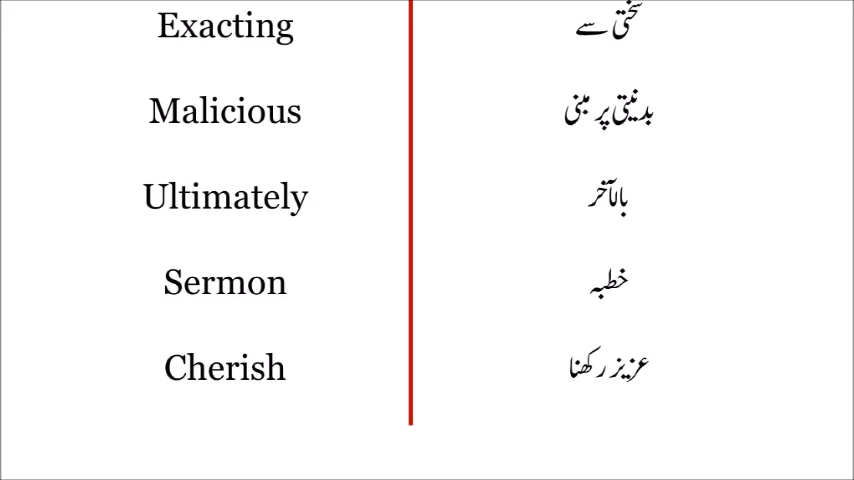 Exacting سختی سے
Malicious بدنیتی پر مبنی
Ultimately بالآخر
Sermon خطبہ
Cherish عزیز رکھنا